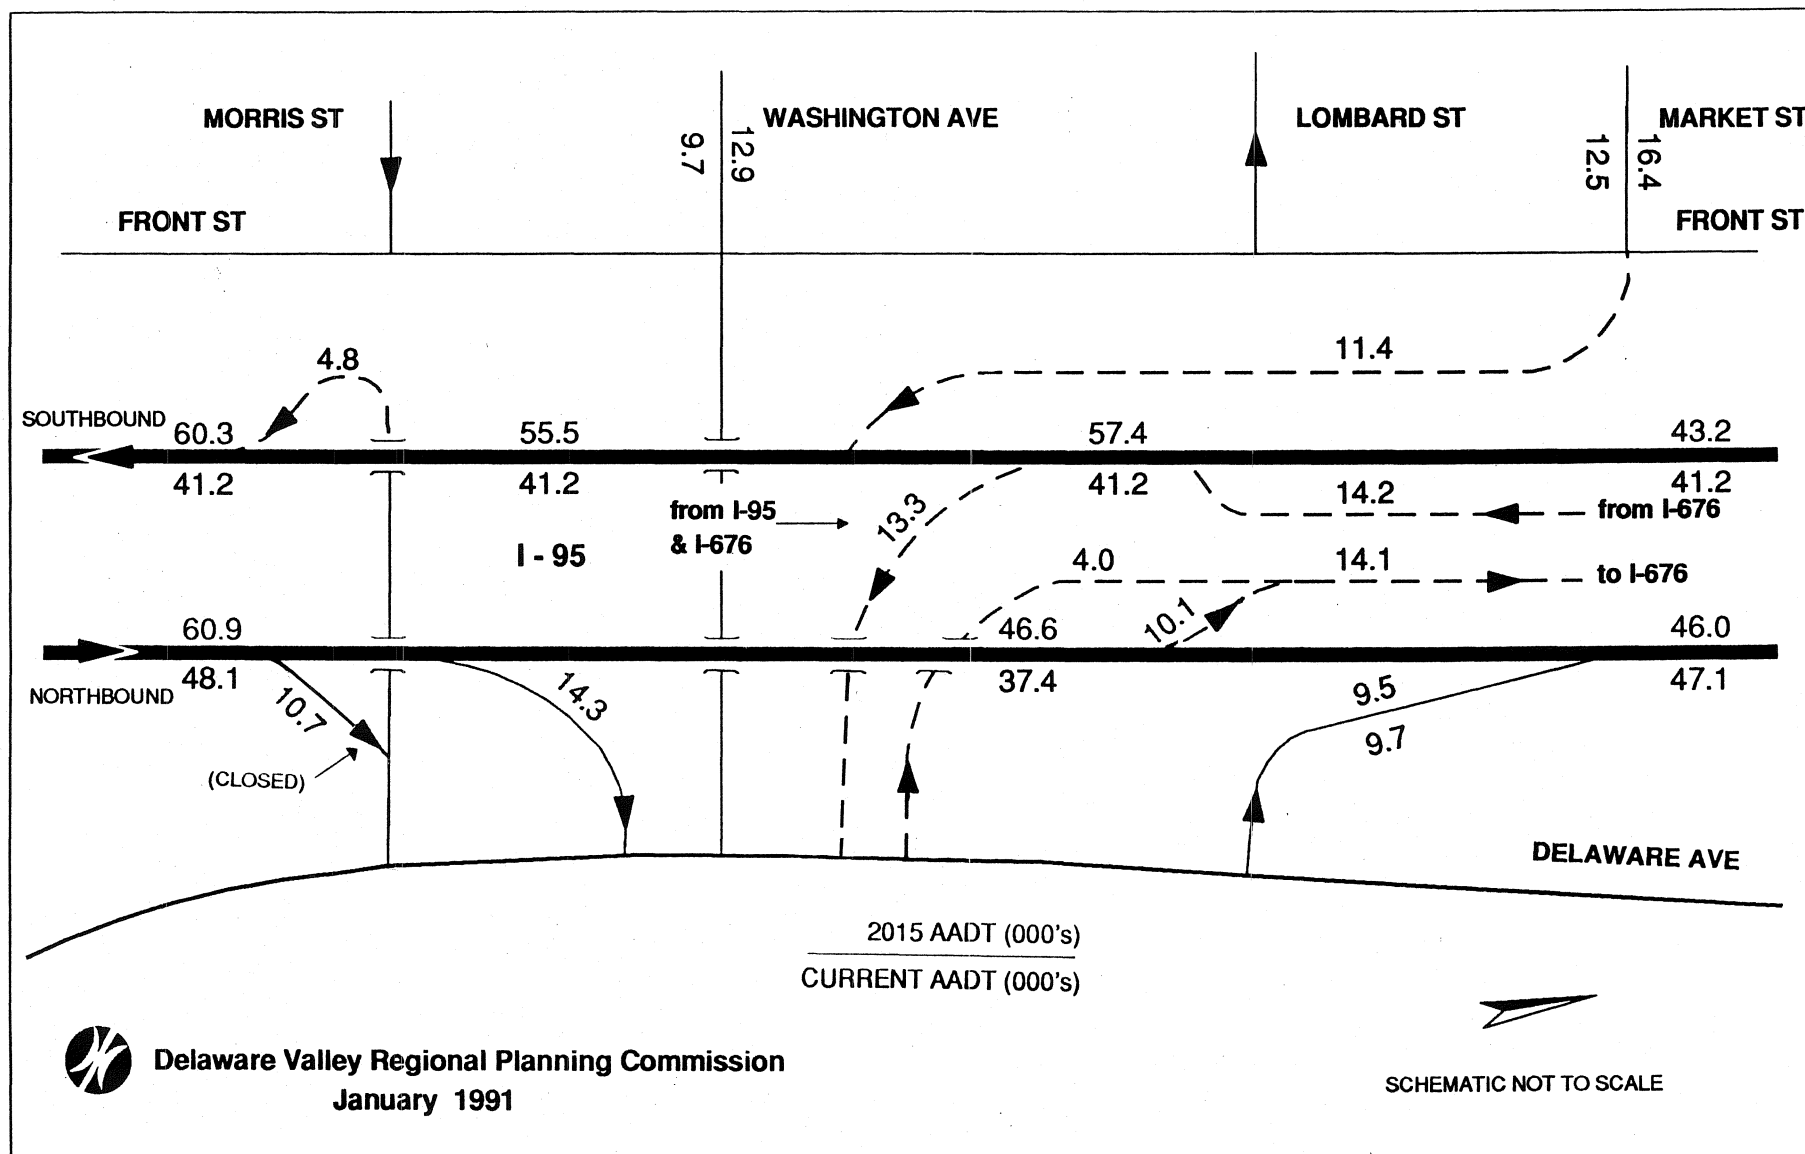 MORRIS ST
WASHINGTON AVE
LOMBARD ST
MARKET ST
12.9
9.7
16.4
12.5
FRONT ST
FRONT ST
4.8
11.4
SOUTHBOUND
60.3
55.5
57.4
43.2
41.2
41.2
41.2
41.2
from I-95
& I-676
13.3
14.2
from I-676
I - 95
4.0
14.1
to I-676
10.1
60.9
46.6
46.0
NORTHBOUND
48.1
10.7
14.3
37.4
9.5
9.7
47.1
(CLOSED)
DELAWARE AVE
2015 AADT (000's)
CURRENT AADT (000's)
Delaware Valley Regional Planning Commission
January 1991
SCHEMATIC NOT TO SCALE